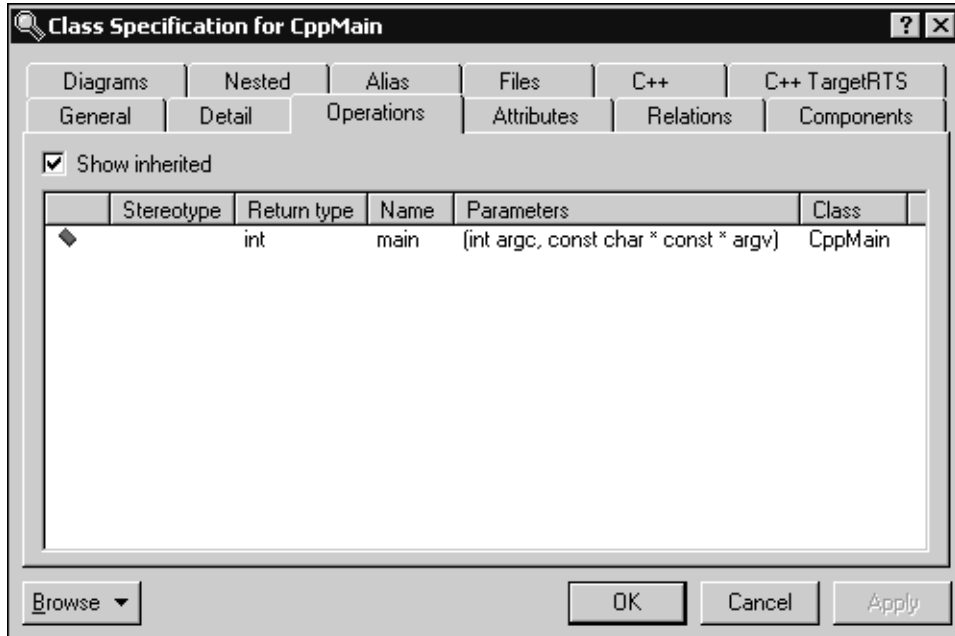 Class Specification for CppMain
? X
Diagrams Nested Alias Files C++ C++ TargetRTS
General Detail Operations Attributes Relations Components
Show inherited
Stereotype Return type Name Parameters Class
int main (int argc, const char * const * argv) CppMain
Browse OK Cancel Apply